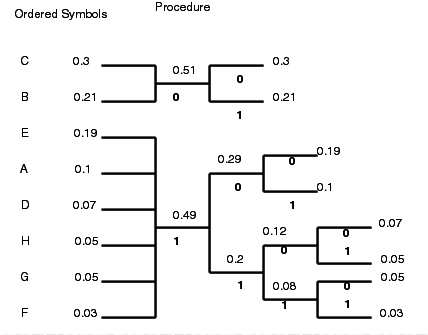 Ordered Symbols Procedure
C 0.3 0.51 0.3
0 0
B 0.21 0.21
1
E 0.19
0.29 0.19
0
A 0.1 0 0.1
1
D 0.07 0.49
0.12 0.07
1 0 0
H 0.05 0.2 1 0.05
1 0.08 0.05
G 0.05 0
1 1
F 0.03 0.03